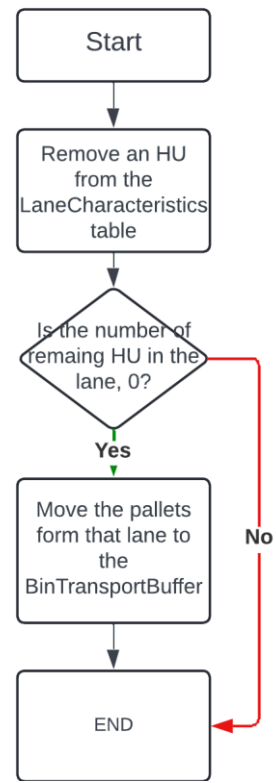 Start
Remove an HU
from the
LaneCharacteristics
table
Is the number of
remaing HU in the
lane, 0?
Yes
Move the pallets
form that lane to
the
BinTransportBuffer
No
END